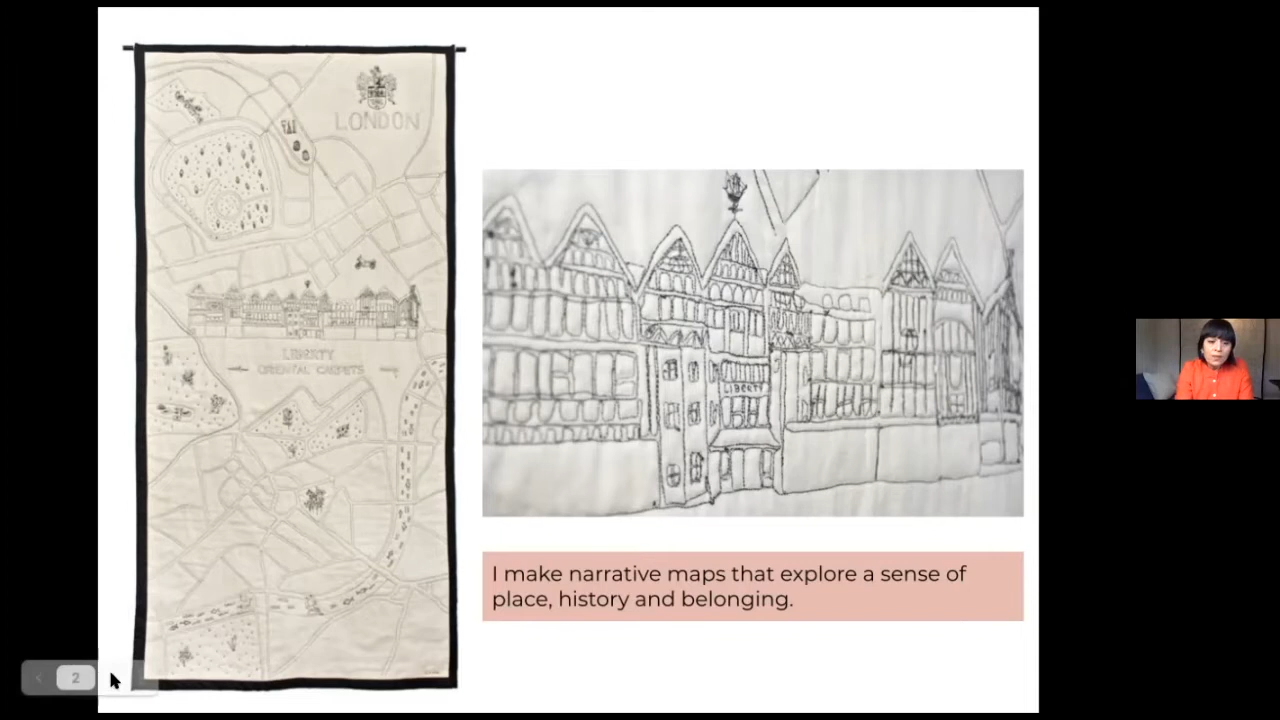 LONDON
LIBERTY
ORIENTAL CARPETS
LIBERTY
I make narrative maps that explore a sense of
place, history and belonging.
2